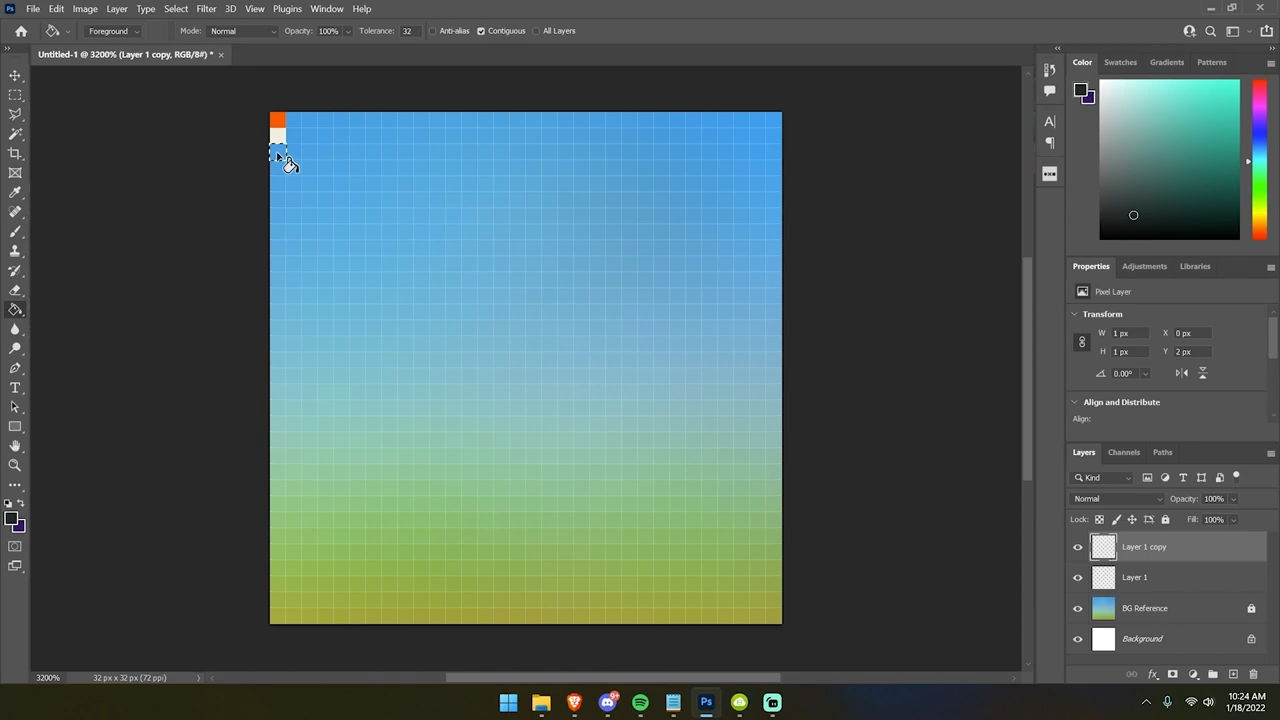 Ps File Edit Image Layer Type Select Filter 3D View Plugins Window Help
Foreground Mode: Normal Opacity: 100% Tolerance: 32 Anti-alias Contiguous All Layers
Untitled-1 @ 3200% (Layer 1 copy, RGB/8#) *
Color Swatches Gradients Patterns
Properties Adjustments Libraries
Pixel Layer
Transform
W 1 px X 0 px
H 1 px Y 2 px
0.00°
Align and Distribute
Align:
Layers Channels Paths
Kind
Normal Opacity: 100%
Lock: Fill: 100%
Layer 1 copy
Layer 1
BG Reference
Background
3200% 32 px x 32 px (72 ppi)
fx
Ps
10:24 AM
1/18/2022